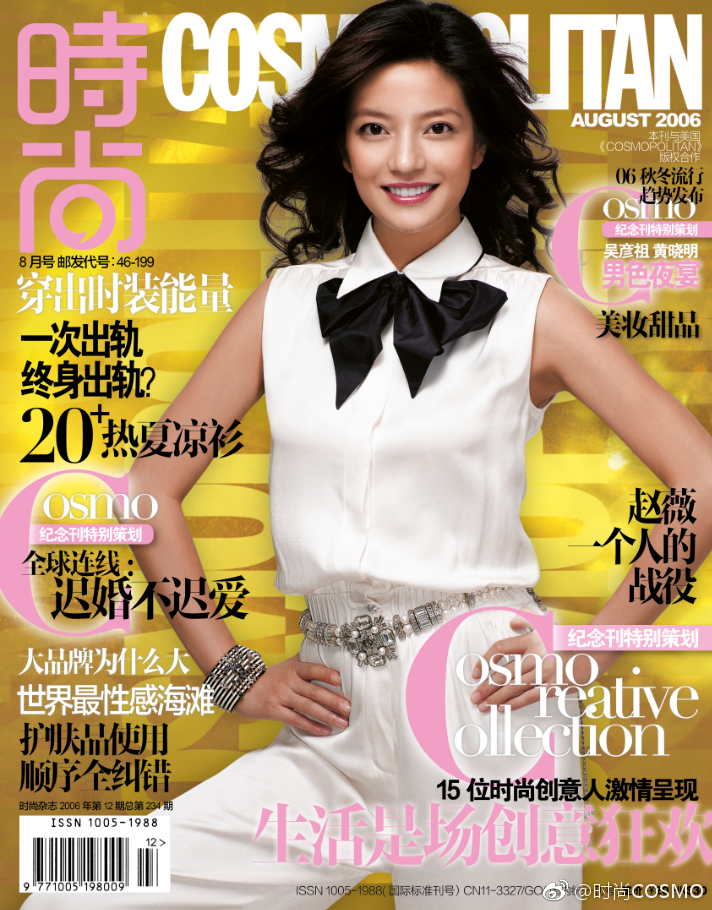 時尚
COSMOPOLITAN
AUGUST 2006
本刊与美国
《COSMOPOLITAN》
版权合作
8月号 邮发代号:46-199
穿出时装能量
一次出轨
终身出轨?
20+热夏凉衫
Cosmo
纪念刊特别策划
全球连线:
迟婚不迟爱
大品牌为什么大
世界最性感海滩
护肤品使用
顺序全纠错
时尚杂志 2006 年第 12 期总第 234 期
ISSN 1005-1988
12>
9 771005 198009
06 秋冬流行
趋势发布
Cosmo
纪念刊特别策划
吴彦祖 黄晓明
男色夜宴
美妆甜品
赵薇
一个人的
战役
纪念刊特别策划
Cosmo
Creative
Collection
15 位时尚创意人激情呈现
生活足场创意狂欢
ISSN 1005-1988(国际标准刊号) CN11-3327/GO
@时尚COSMO